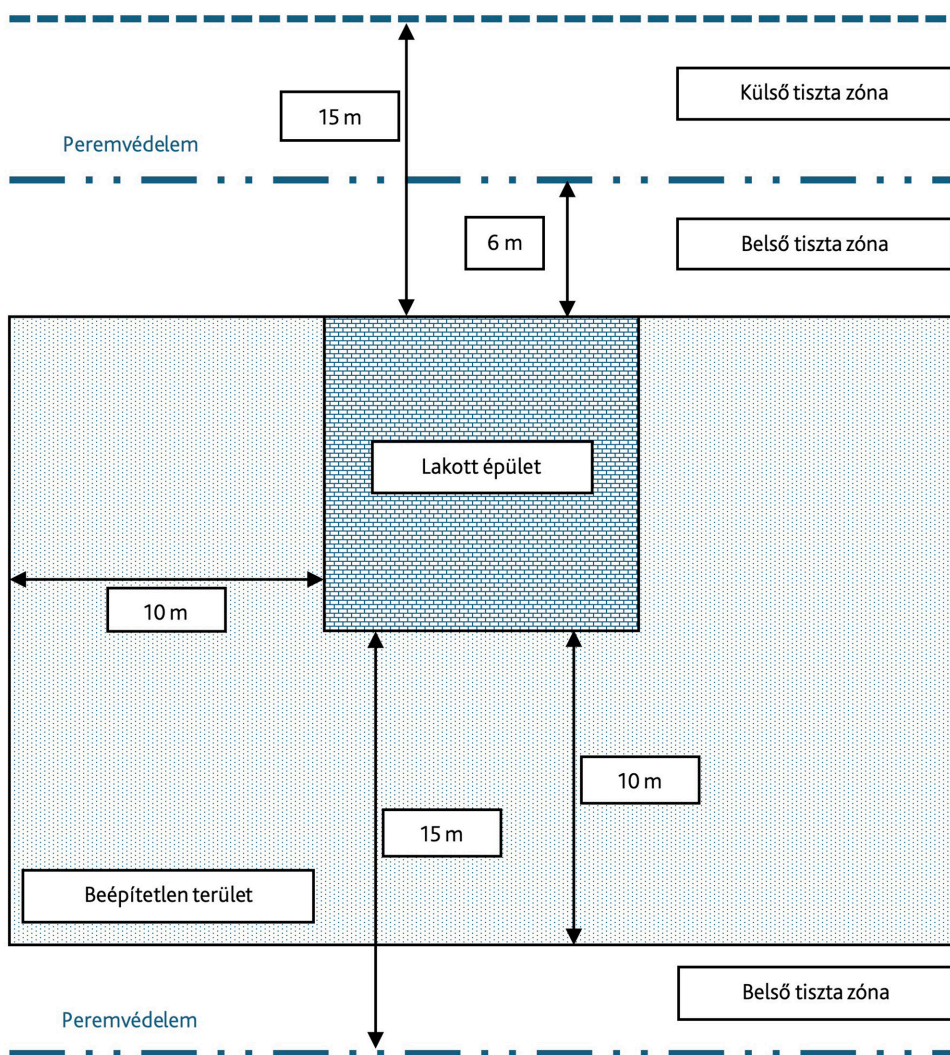 Külső tiszta zóna
15 m
Peremvédelem
6 m
Belső tiszta zóna
Lakott épület
10 m
10 m
15 m
Beépítetlen terület
Belső tiszta zóna
Peremvédelem